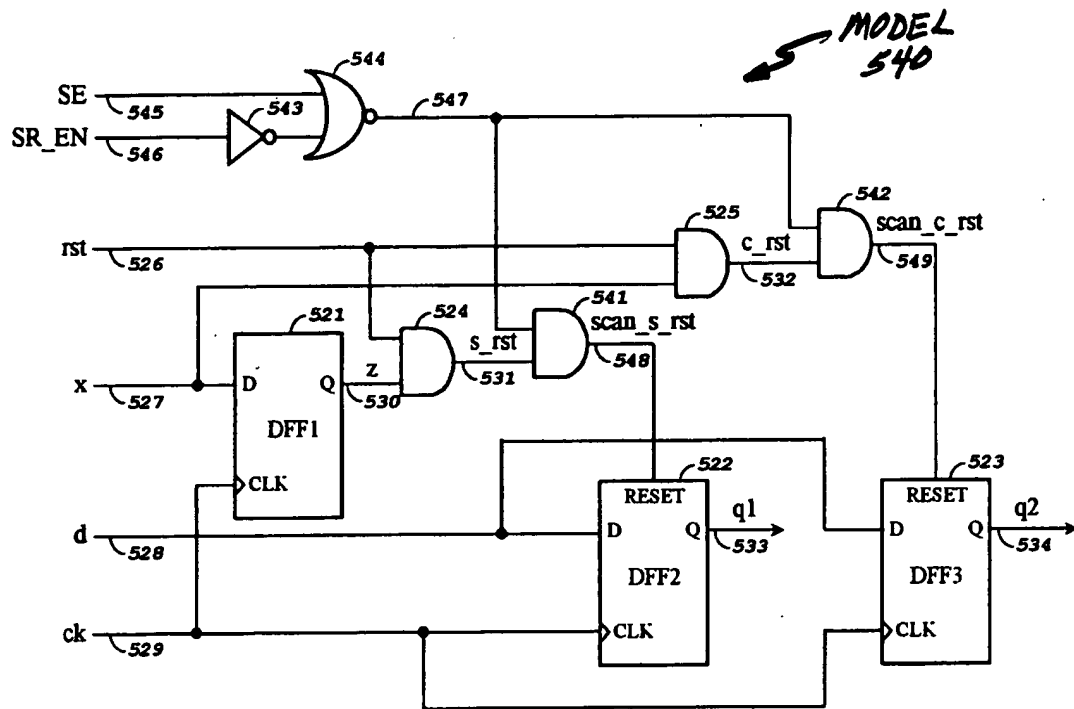 MODEL
540
544
SE
545
543
547
SR_EN
546
542
525
scan_c_rst
rst
526
c_rst
532
549
541
524
scan_s_rst
521
s_rst
548
x
527
D
Q
z
530
531
DFF1
CLK
522
523
RESET
RESET
d
528
D
Q
q1
533
D
Q
q2
534
DFF2
DFF3
ck
529
CLK
CLK